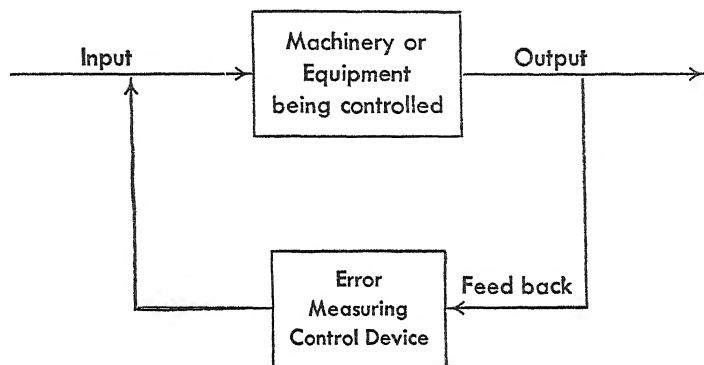 Input
Machinery or
Equipment
being controlled
Output
Error
Measuring
Control Device
Feed back